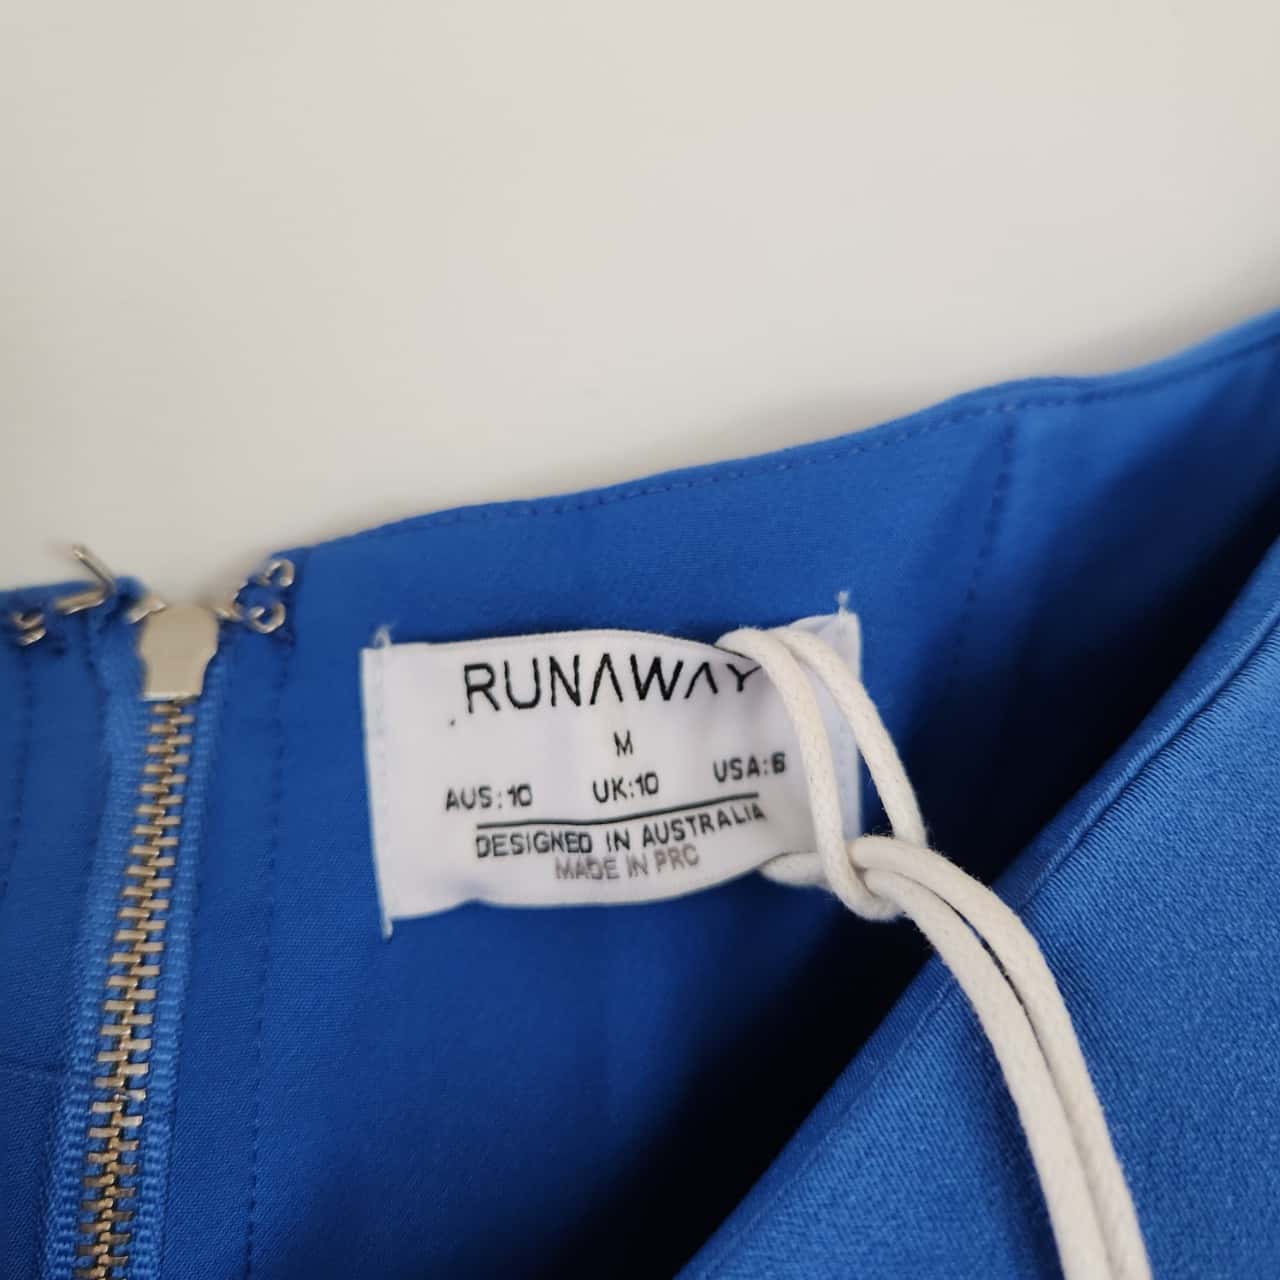 RUNAWAY
M
AUS:10 UK:10 USA:6
DESIGNED IN AUSTRALIA
MADE IN PRC